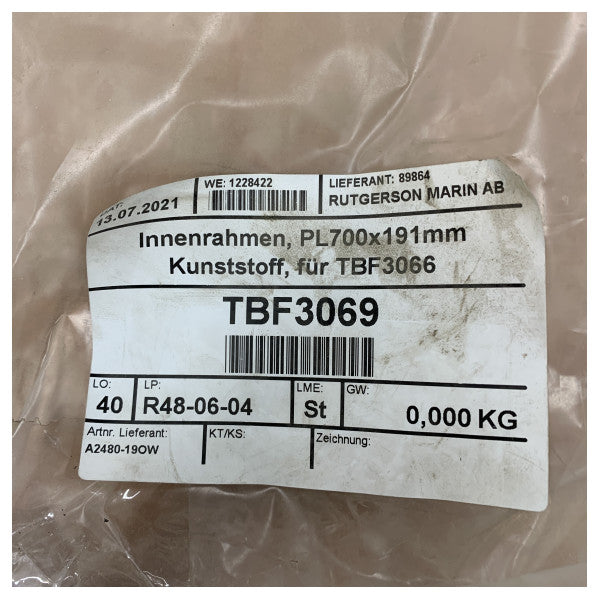 13.07.2021
WE: 1228422
LIEFERANT: 89864
RUTGERSON MARIN AB
Innenrahmen, PL700x191mm
Kunststoff, für TBF3066
TBF3069
LO:
40
LP:
R48-06-04
LME:
St
GW:
0,000 KG
Artnr. Lieferant:
A2480-19OW
KT/KS:
Zeichnung: